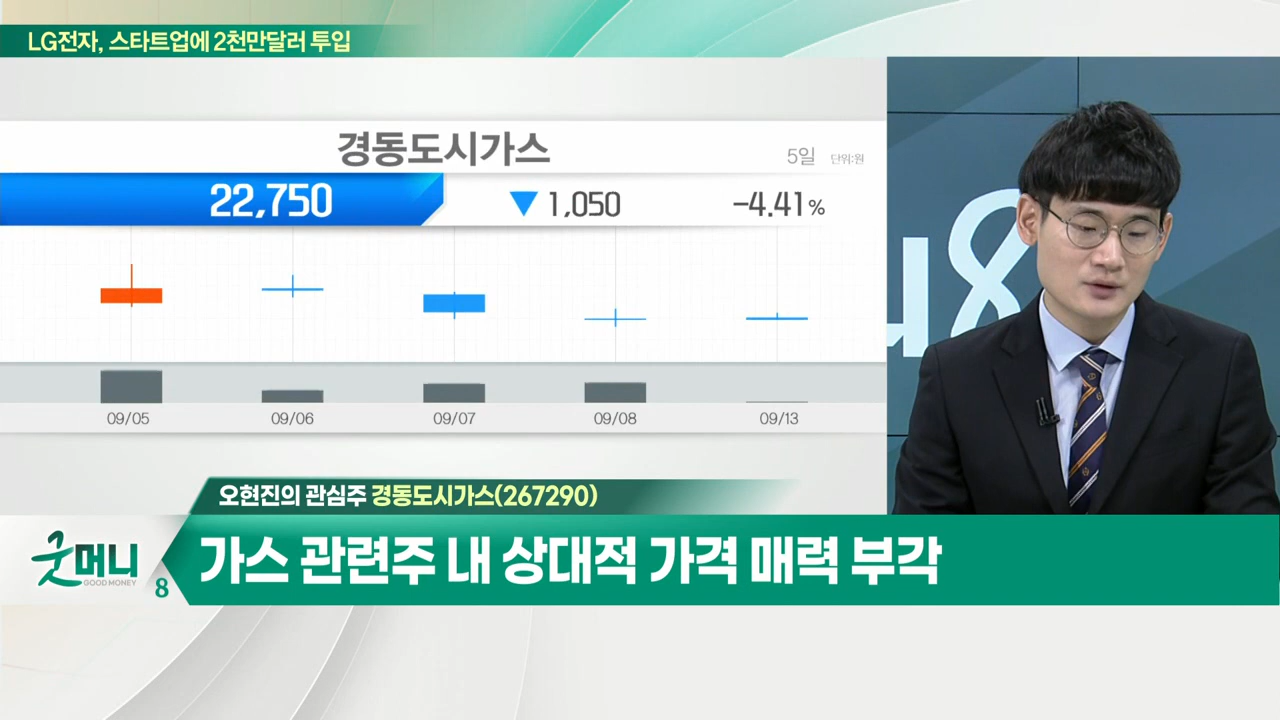 LG전자, 스타트업에 2천만달러 투입
경동도시가스
5일 단위:원
22,750 ▼ 1,050 -4.41%
09/05 09/06 09/07 09/08 09/13
오현진의 관심주 경동도시가스(267290)
굿머니
GOOD MONEY
8
가스 관련주 내 상대적 가격 매력 부각